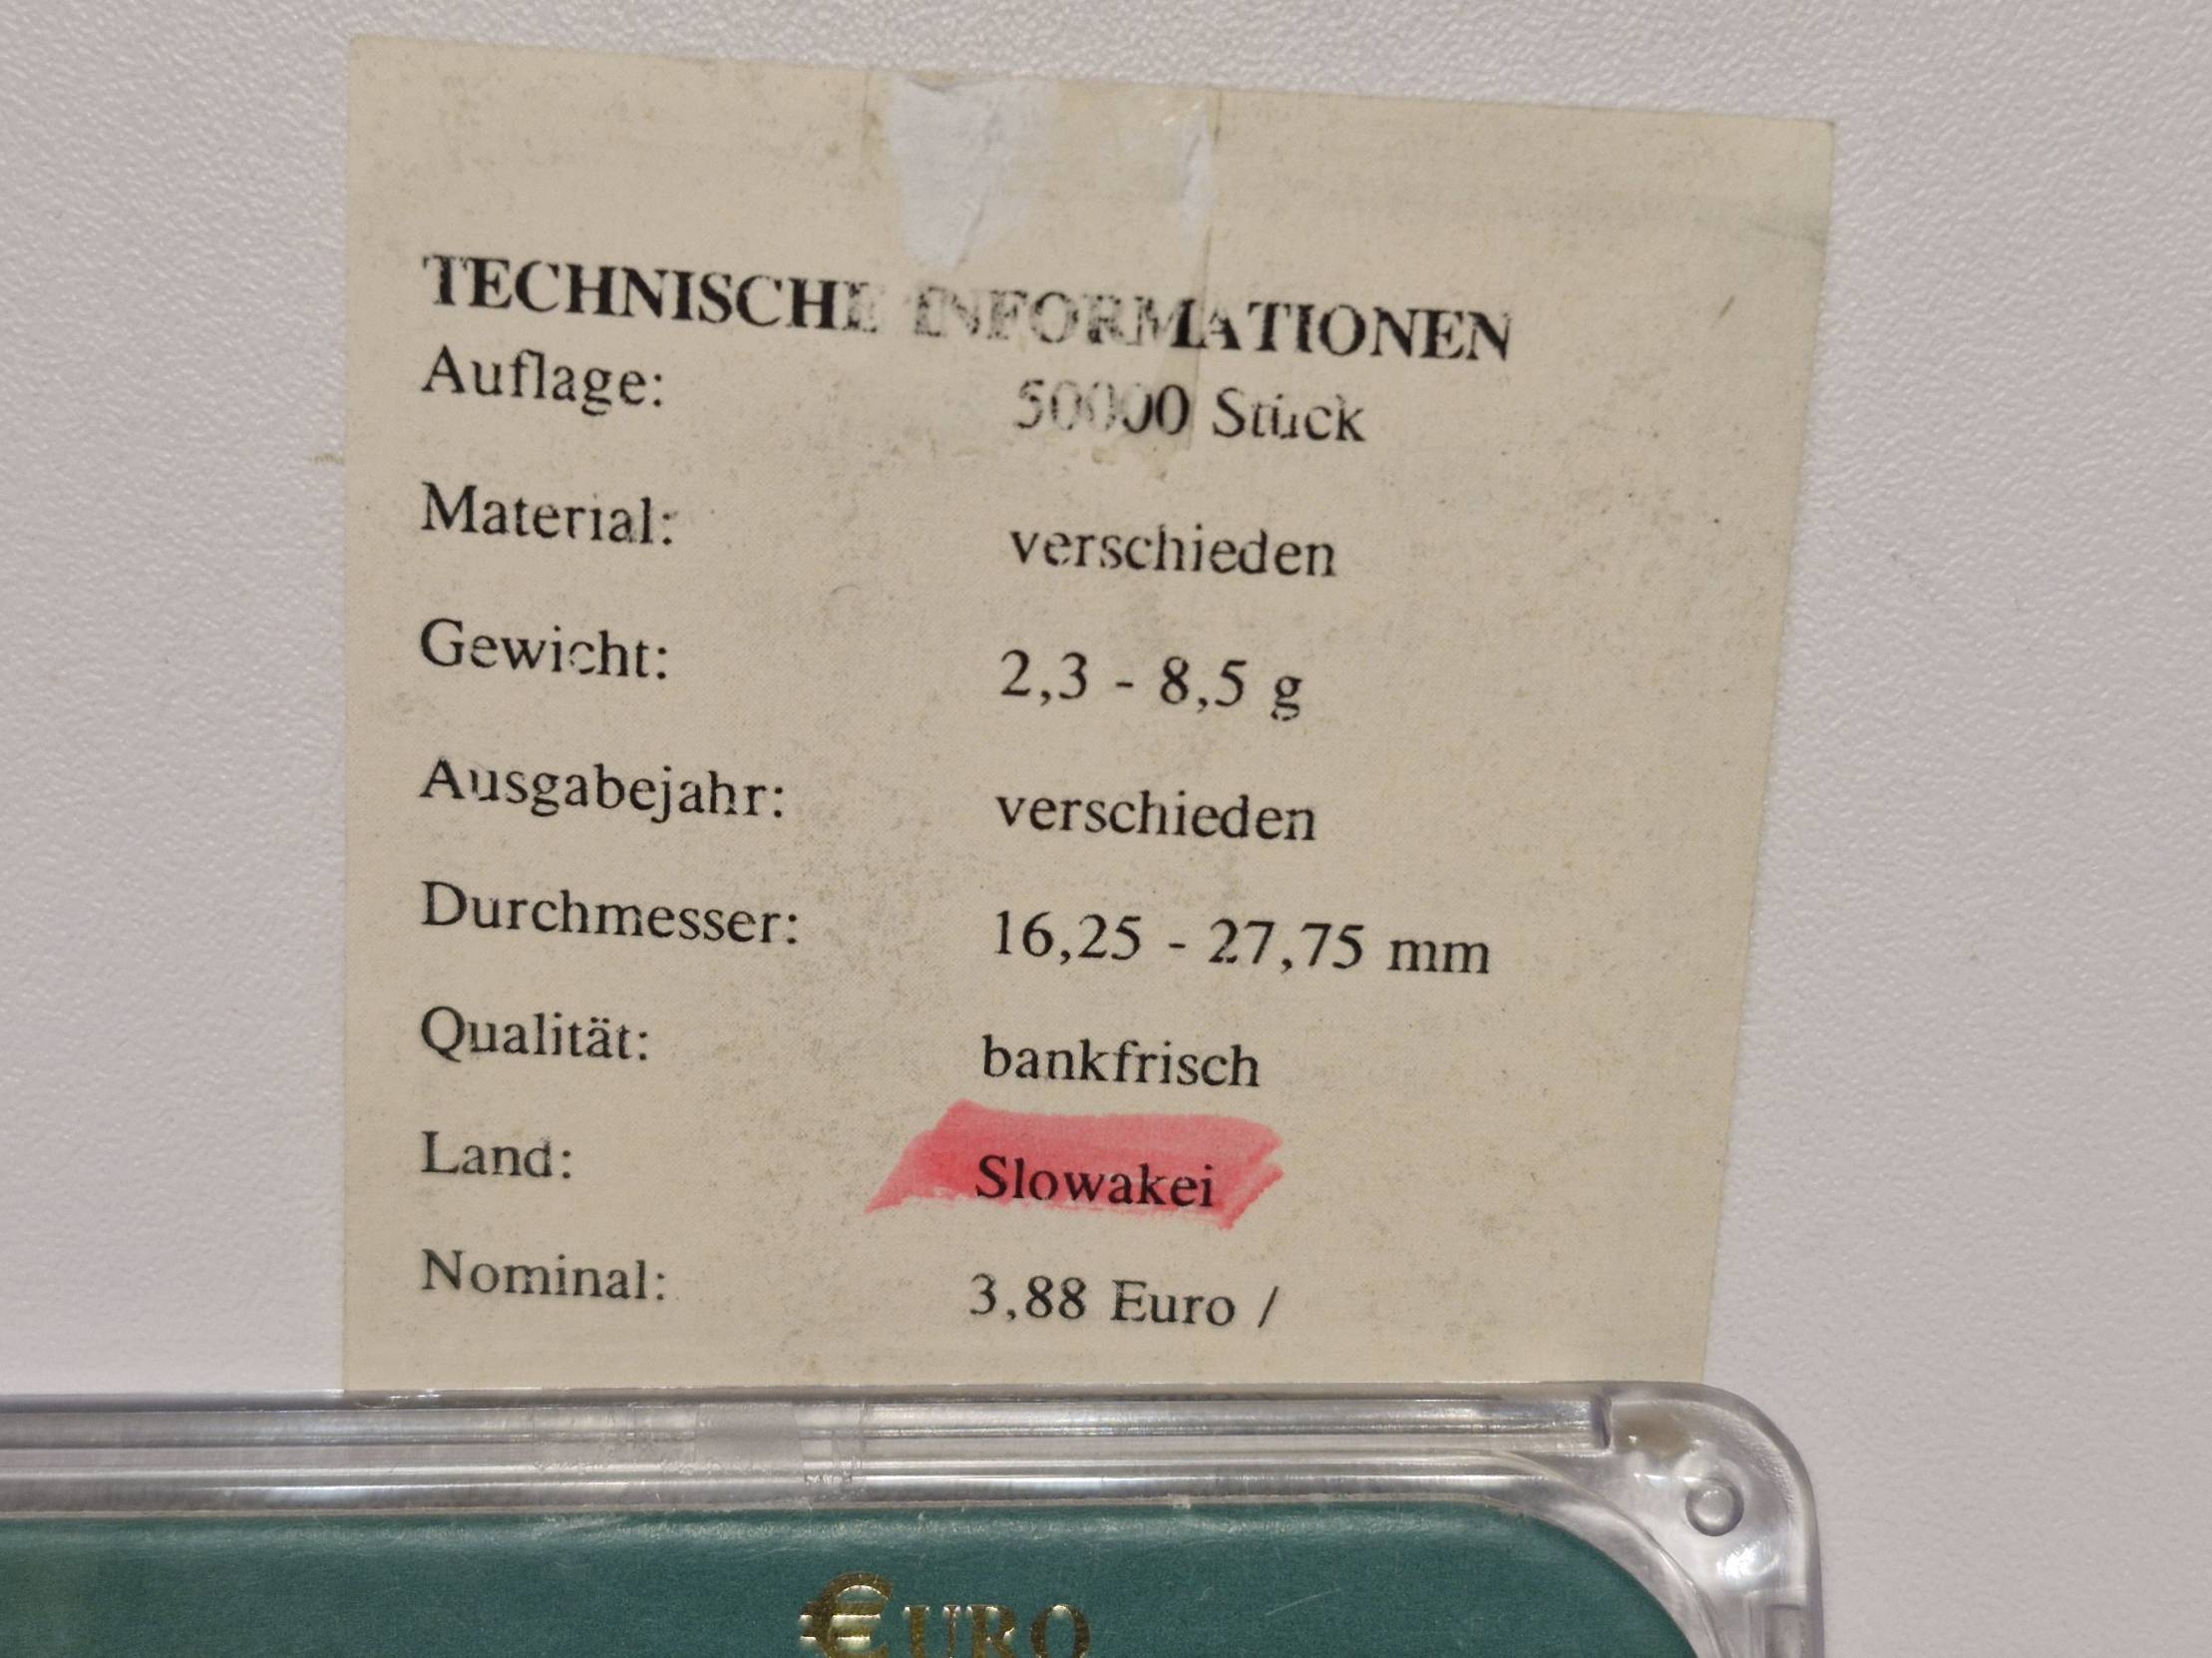 TECHNISCHE INFORMATIONEN
Auflage: 50000 Stück
Material: verschieden
Gewicht: 2,3 - 8,5 g
Ausgabejahr: verschieden
Durchmesser: 16,25 - 27,75 mm
Qualität: bankfrisch
Land: Slowakei
Nominal: 3,88 Euro /
€URO